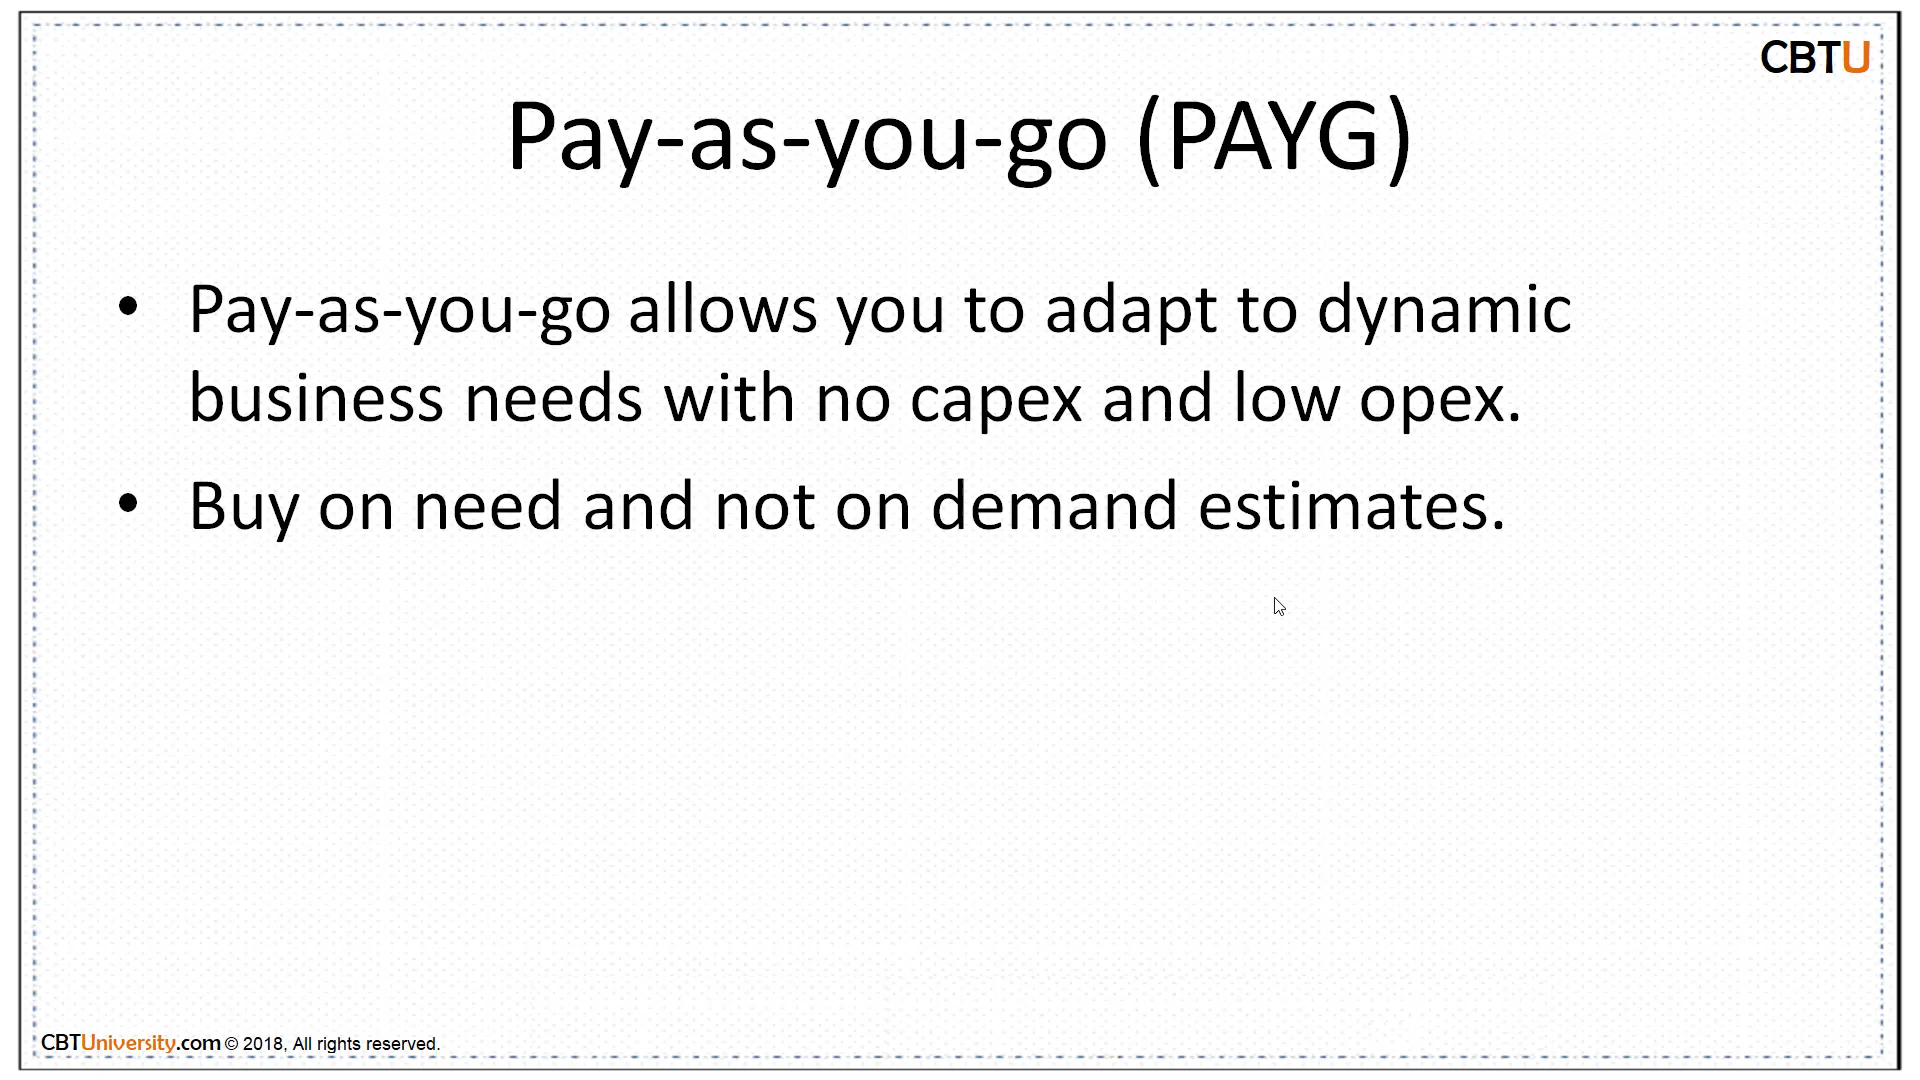 CBTU
Pay-as-you-go (PAYG)
• Pay-as-you-go allows you to adapt to dynamic
business needs with no capex and low opex.
• Buy on need and not on demand estimates.
CBTUniversity.com © 2018, All rights reserved.